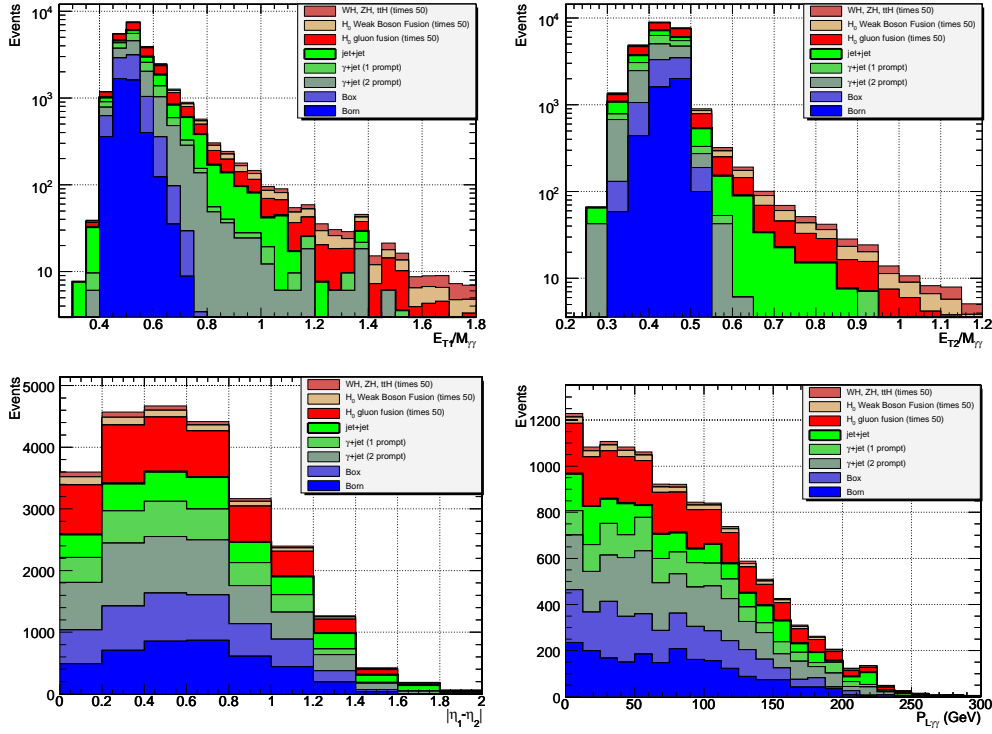 Events
10⁴
10³
10²
10
0.4 0.6 0.8 1 1.2 1.4 1.6 1.8
E_T1/M_γγ
WH, ZH, ttH (times 50)
H₀ Weak Boson Fusion (times 50)
H₀ gluon fusion (times 50)
jet+jet
γ+jet (1 prompt)
γ+jet (2 prompt)
Box
Born
Events
10⁴
10³
10²
10
0.2 0.3 0.4 0.5 0.6 0.7 0.8 0.9 1 1.1 1.2
E_T2/M_γγ
WH, ZH, ttH (times 50)
H₀ Weak Boson Fusion (times 50)
H₀ gluon fusion (times 50)
jet+jet
γ+jet (1 prompt)
γ+jet (2 prompt)
Box
Born
Events
5000
4000
3000
2000
1000
0
0 0.2 0.4 0.6 0.8 1 1.2 1.4 1.6 1.8 2
|η₁-η₂|
WH, ZH, ttH (times 50)
H₀ Weak Boson Fusion (times 50)
H₀ gluon fusion (times 50)
jet+jet
γ+jet (1 prompt)
γ+jet (2 prompt)
Box
Born
Events
1200
1000
800
600
400
200
0
0 50 100 150 200 250 300
P_Lγγ (GeV)
WH, ZH, ttH (times 50)
H₀ Weak Boson Fusion (times 50)
H₀ gluon fusion (times 50)
jet+jet
γ+jet (1 prompt)
γ+jet (2 prompt)
Box
Born